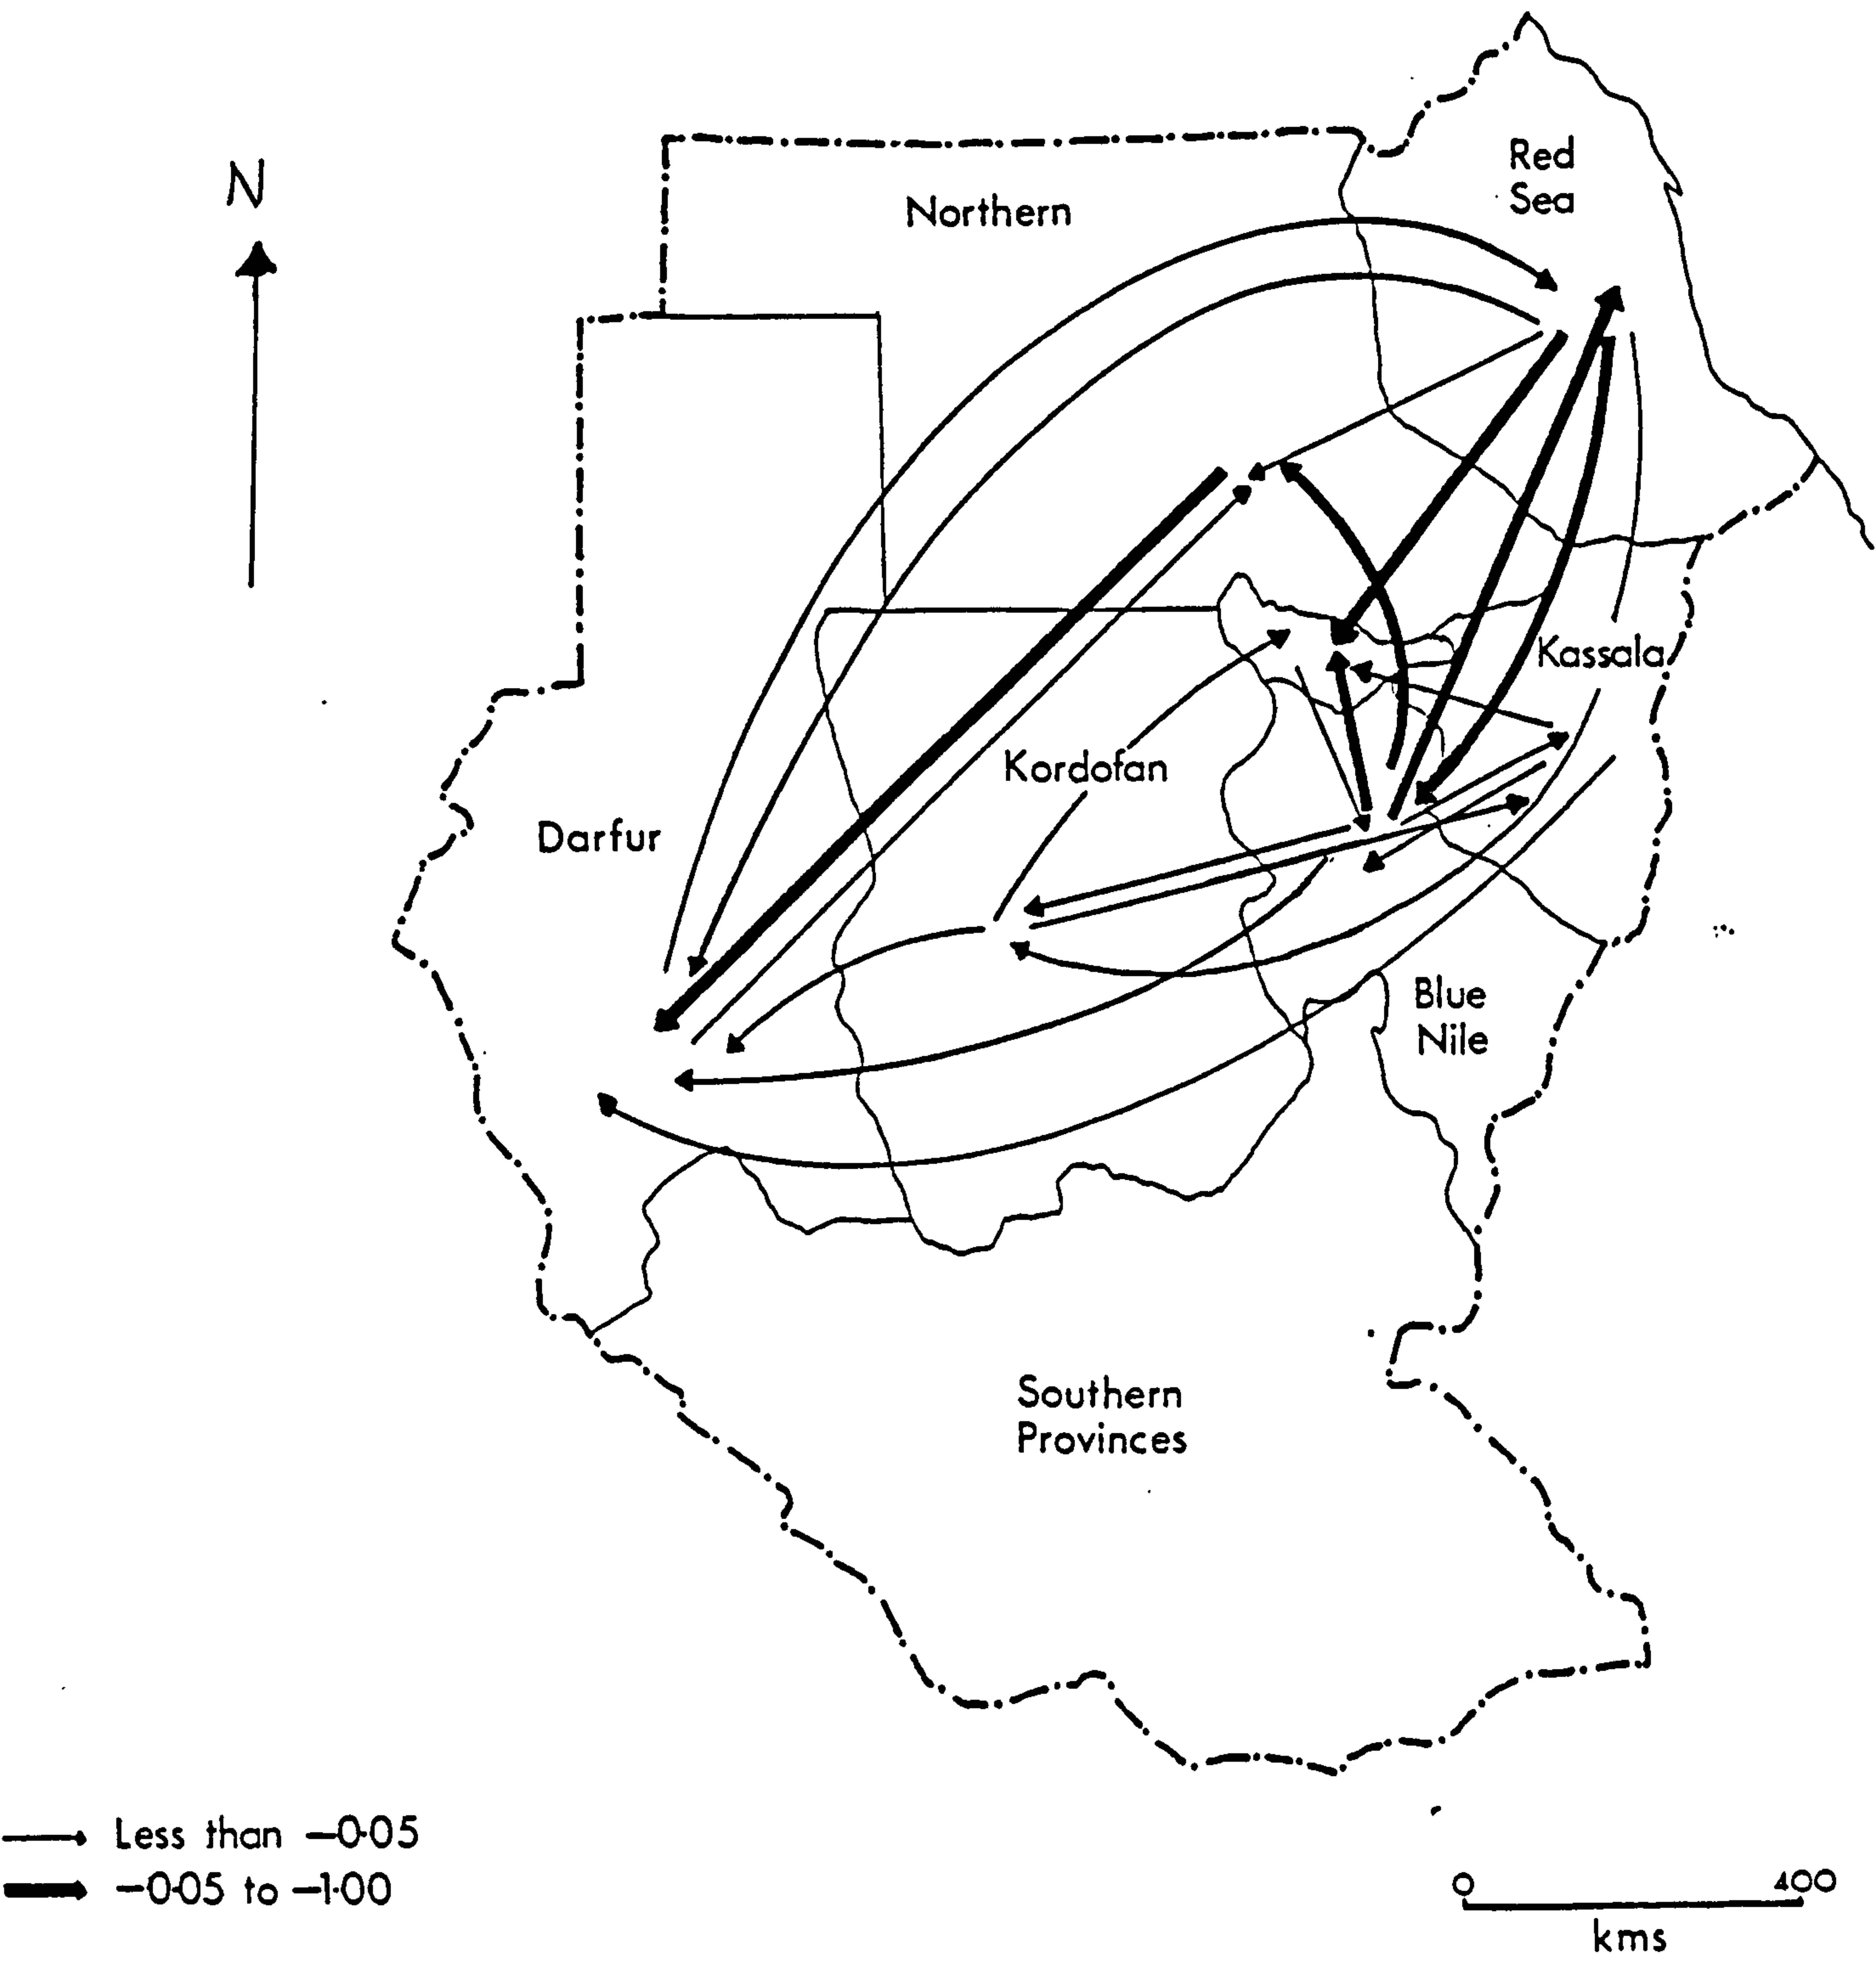 N
Red
Sea
Northern
Kassala
Kordofan
Darfur
Blue
Nile
Southern
Provinces
Less than -0·05
-0·05 to -1·00
0 400
kms